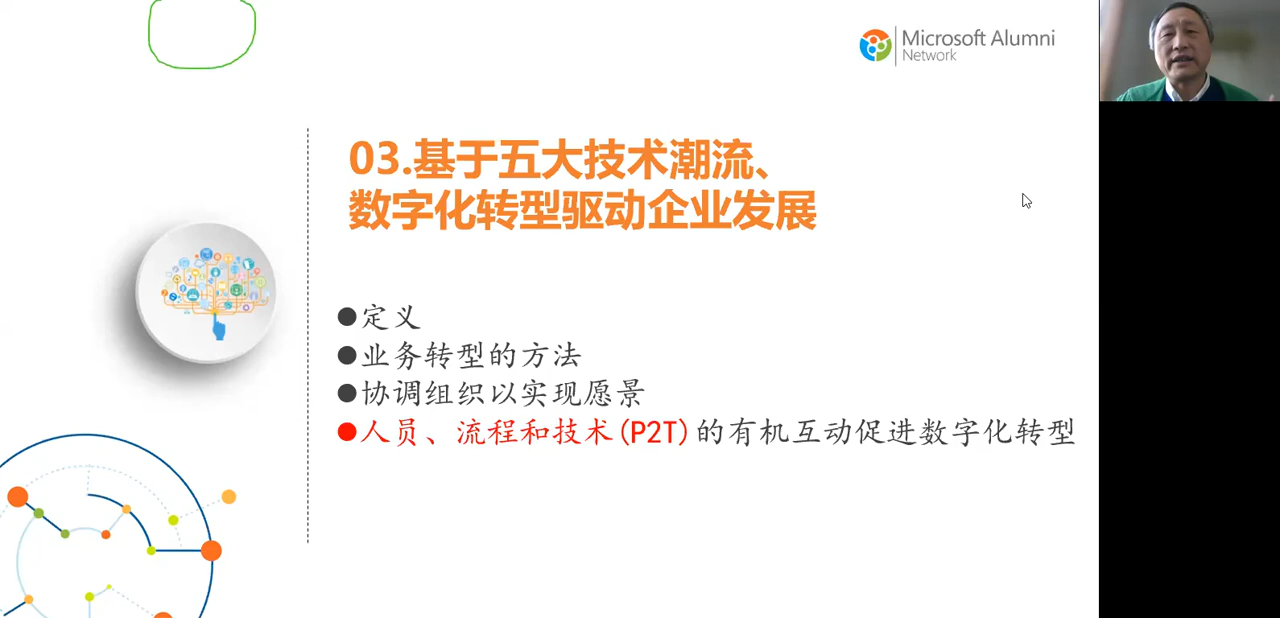 Microsoft Alumni
Network
03.基于五大技术潮流、
数字化转型驱动企业发展
●定义
●业务转型的方法
●协调组织以实现愿景
●人员、流程和技术(P2T)的有机互动促进数字化转型